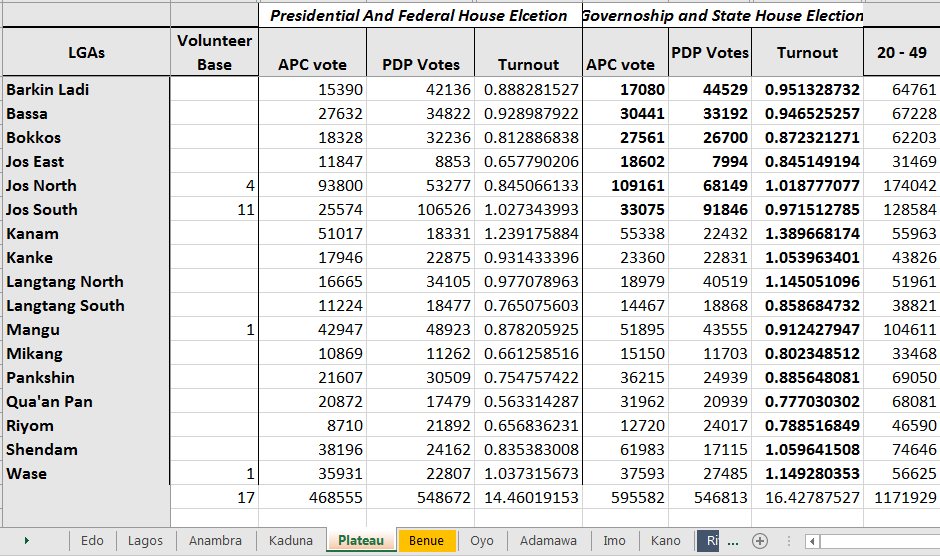 Presidential And Federal House Elcetion Governoship and State House Election
LGAs Volunteer Base APC vote PDP Votes Turnout APC vote PDP Votes Turnout 20 - 49
Barkin Ladi 15390 42136 0.888281527 17080 44529 0.951328732 64761
Bassa 27632 34822 0.928987922 30441 33192 0.946525257 67228
Bokkos 18328 32236 0.812886838 27561 26700 0.872321271 62203
Jos East 11847 8853 0.657790206 18602 7994 0.845149194 31469
Jos North 4 93800 53277 0.845066133 109161 68149 1.018777077 174042
Jos South 11 25574 106526 1.027343993 33075 91846 0.971512785 128584
Kanam 51017 18331 1.239175884 55338 22432 1.389668174 55963
Kanke 17946 22875 0.931433396 23360 22831 1.053963401 43826
Langtang North 16665 34105 0.977078963 18979 40519 1.145051096 51961
Langtang South 11224 18477 0.765075603 14467 18868 0.858684732 38821
Mangu 1 42947 48923 0.878205925 51895 43555 0.912427947 104611
Mikang 10869 11262 0.661258516 15150 11703 0.802348512 33468
Pankshin 21607 30509 0.754757422 36215 24939 0.885648081 69050
Qua'an Pan 20872 17479 0.563314287 31962 20939 0.777030302 68081
Riyom 8710 21892 0.656836231 12720 24017 0.788516849 46590
Shendam 38196 24162 0.835383008 61983 17115 1.059641508 74646
Wase 1 35931 22807 1.037315673 37593 27485 1.149280353 56625
17 468555 548672 14.46019153 595582 546813 16.42787527 1171929
Edo Lagos Anambra Kaduna Plateau Benue Oyo Adamawa Imo Kano Ri ...